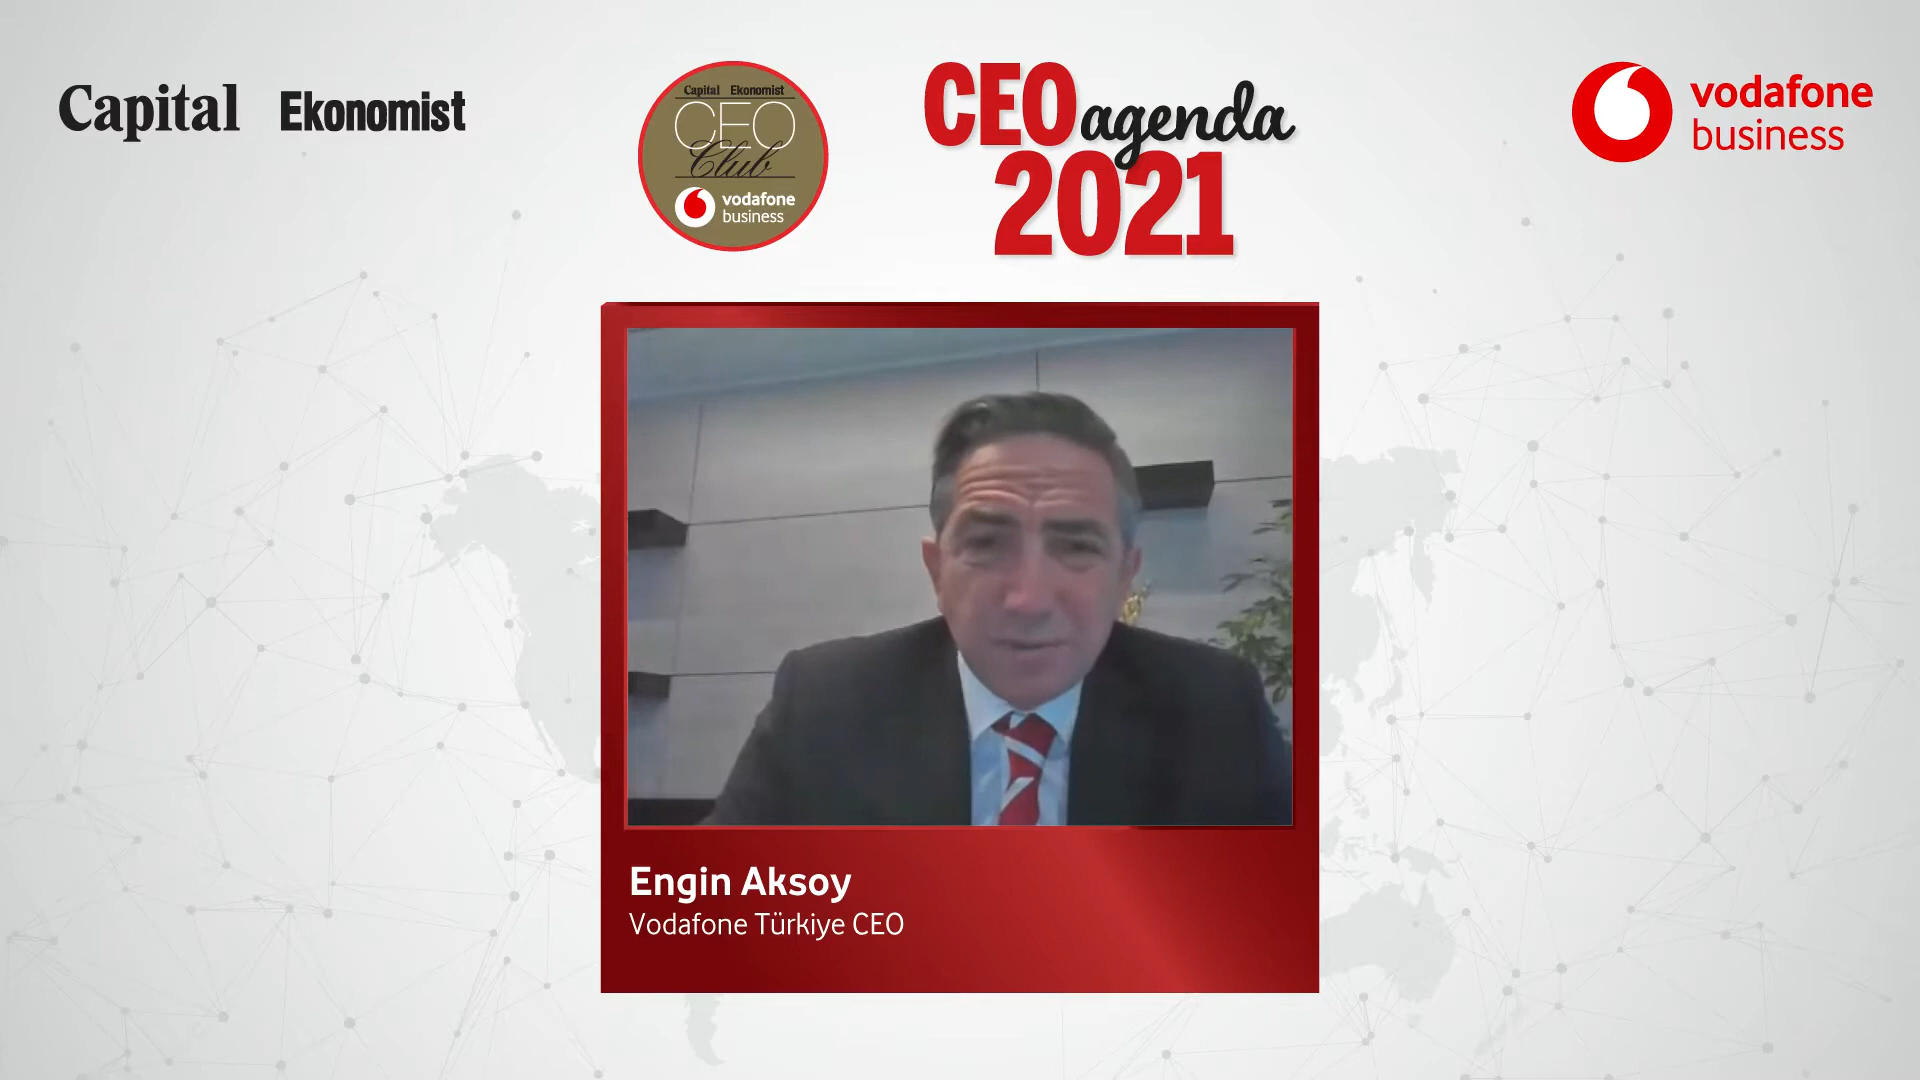 Capital Ekonomist
Capital Ekonomist
CEO
Club
vodafone
business
CEO agenda
2021
vodafone
business
Engin Aksoy
Vodafone Türkiye CEO